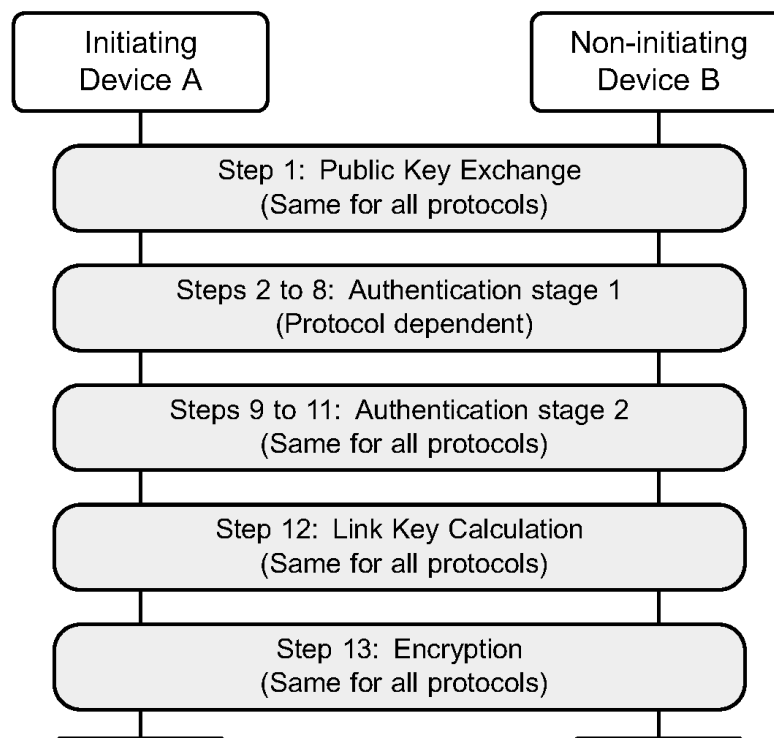 Initiating
Device A
Non-initiating
Device B
Step 1: Public Key Exchange
(Same for all protocols)
Steps 2 to 8: Authentication stage 1
(Protocol dependent)
Steps 9 to 11: Authentication stage 2
(Same for all protocols)
Step 12: Link Key Calculation
(Same for all protocols)
Step 13: Encryption
(Same for all protocols)